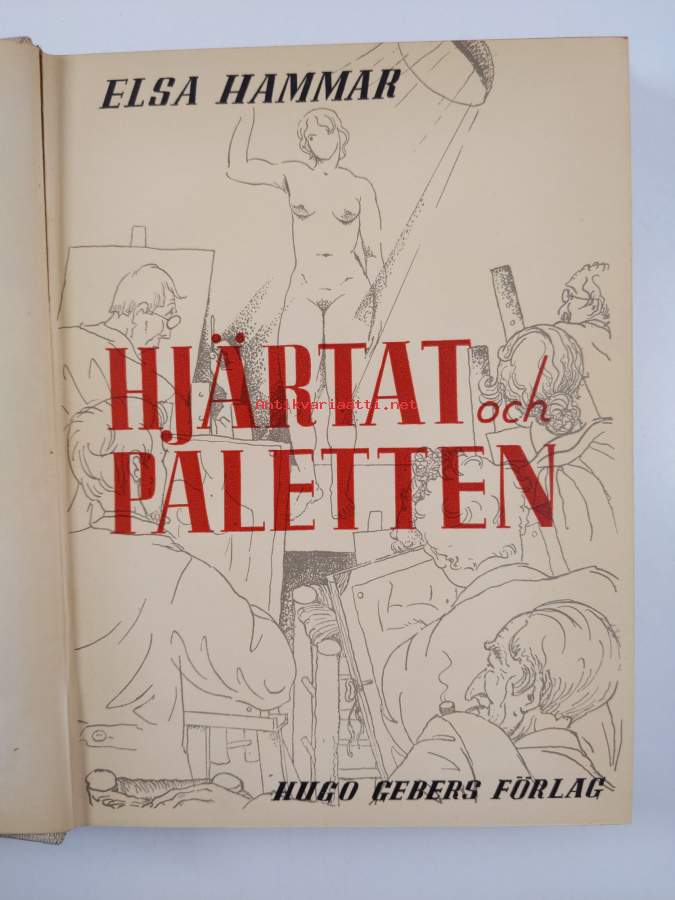 ELSA HAMMAR
HJÄRTAT och
antikvariaatti.net
PALETTEN
HUGO GEBERS FÖRLAG